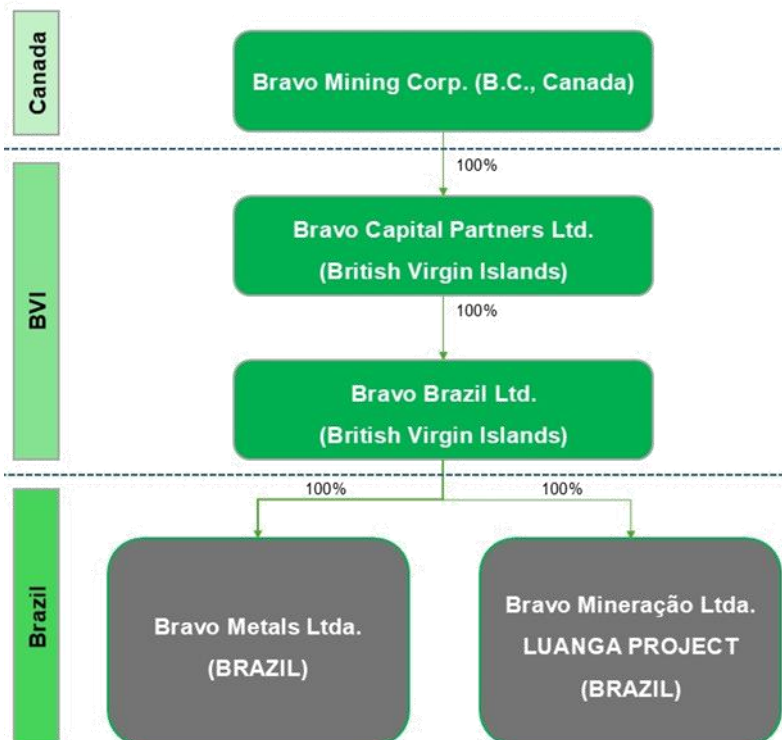 Canada
Bravo Mining Corp. (B.C., Canada)
100%
BVI
Bravo Capital Partners Ltd.
(British Virgin Islands)
100%
Bravo Brazil Ltd.
(British Virgin Islands)
Brazil
100%
100%
Bravo Metals Ltda.
(BRAZIL)
Bravo Mineração Ltda.
LUANGA PROJECT
(BRAZIL)